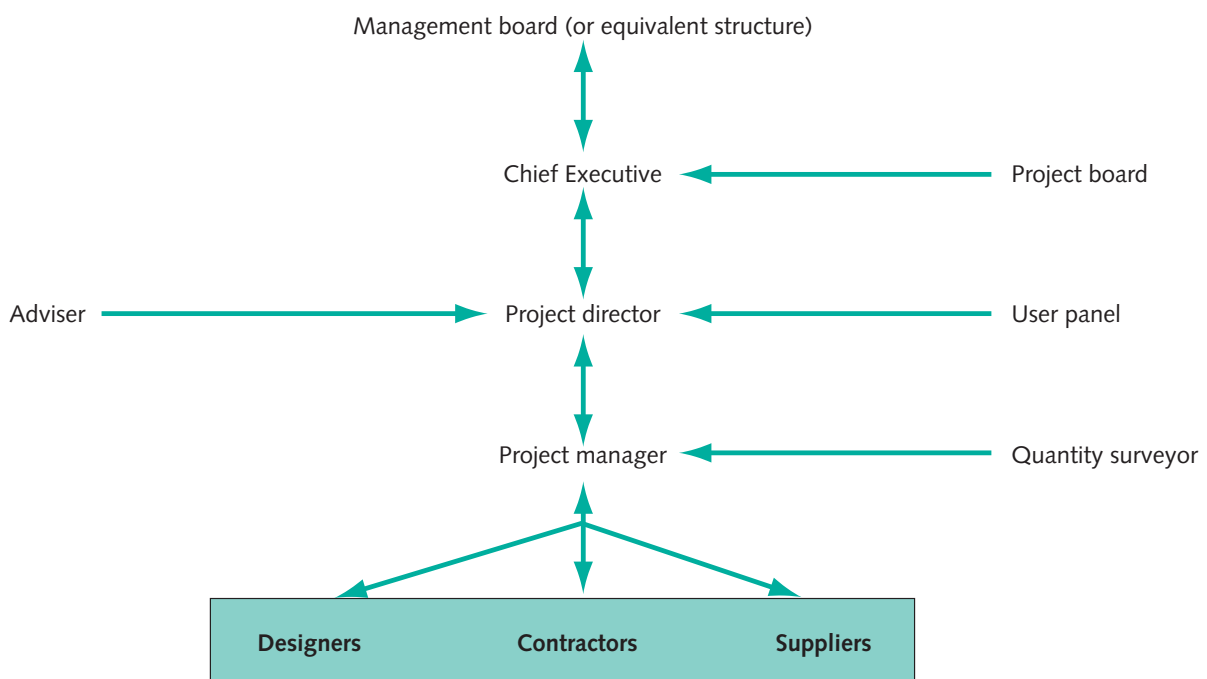 Management board (or equivalent structure)
Chief Executive
Project board
Adviser
Project director
User panel
Project manager
Quantity surveyor
Designers
Contractors
Suppliers